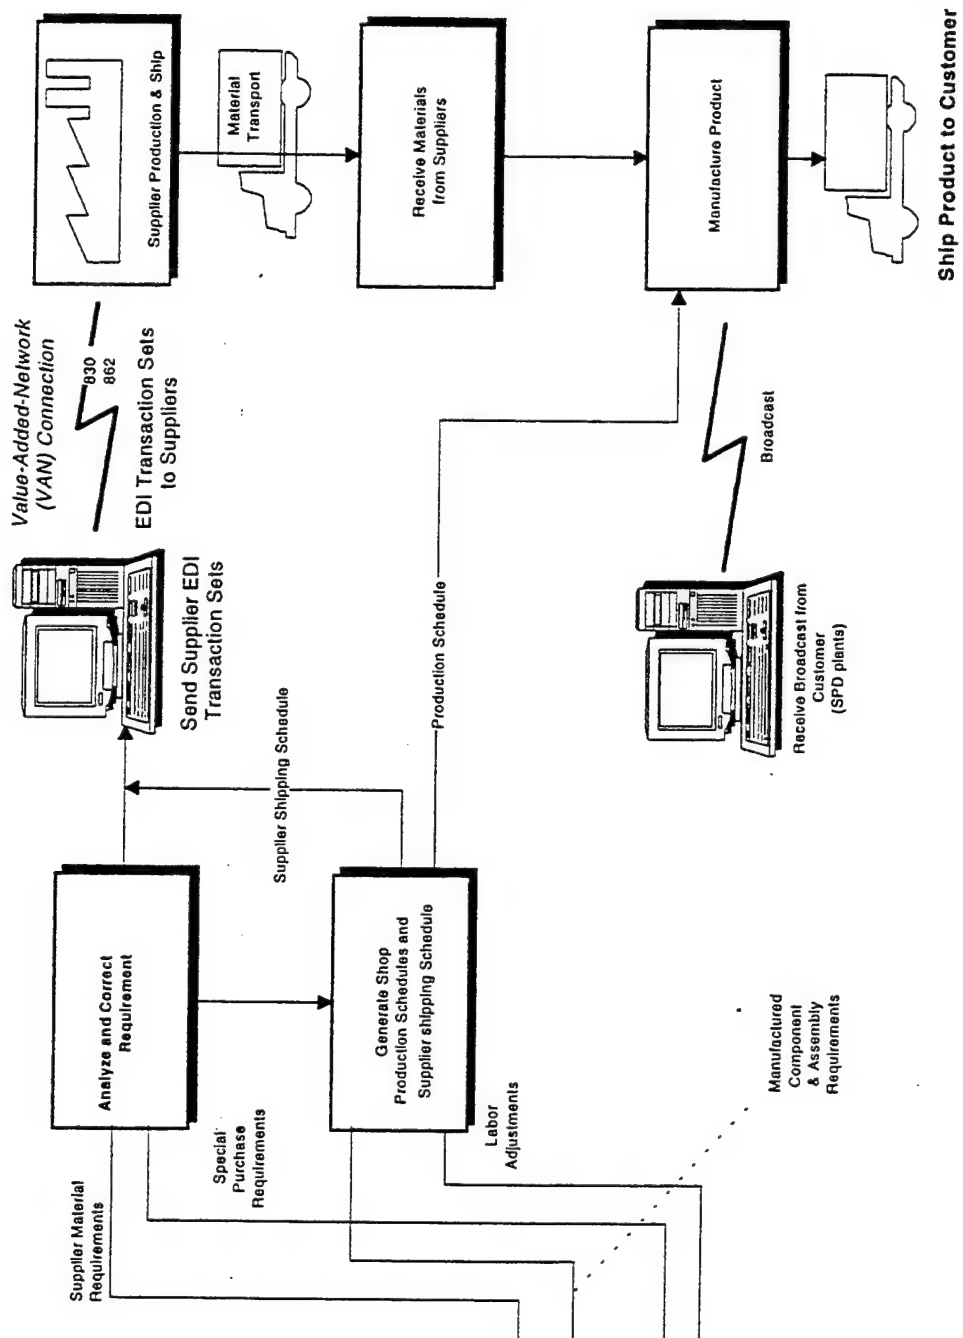 Supplier Material
Requirements
Special
Purchase
Requirements
Analyze and Correct
Requirement
Generate Shop
Production Schedules and
Supplier shipping Schedule
Labor
Adjustments
Manufactured
Component
& Assembly
Requirements
Supplier Shipping Schedule
Production Schedule
Send Supplier EDI
Transaction Sets
Receive Broadcast from
Customer
(SPD plants)
Value-Added-Network
(VAN) Connection
830
862
EDI Transaction Sets
to Suppliers
Broadcast
Supplier Production & Ship
Material
Transport
Receive Materials
from Suppliers
Manufacture Product
Ship Product to Customer